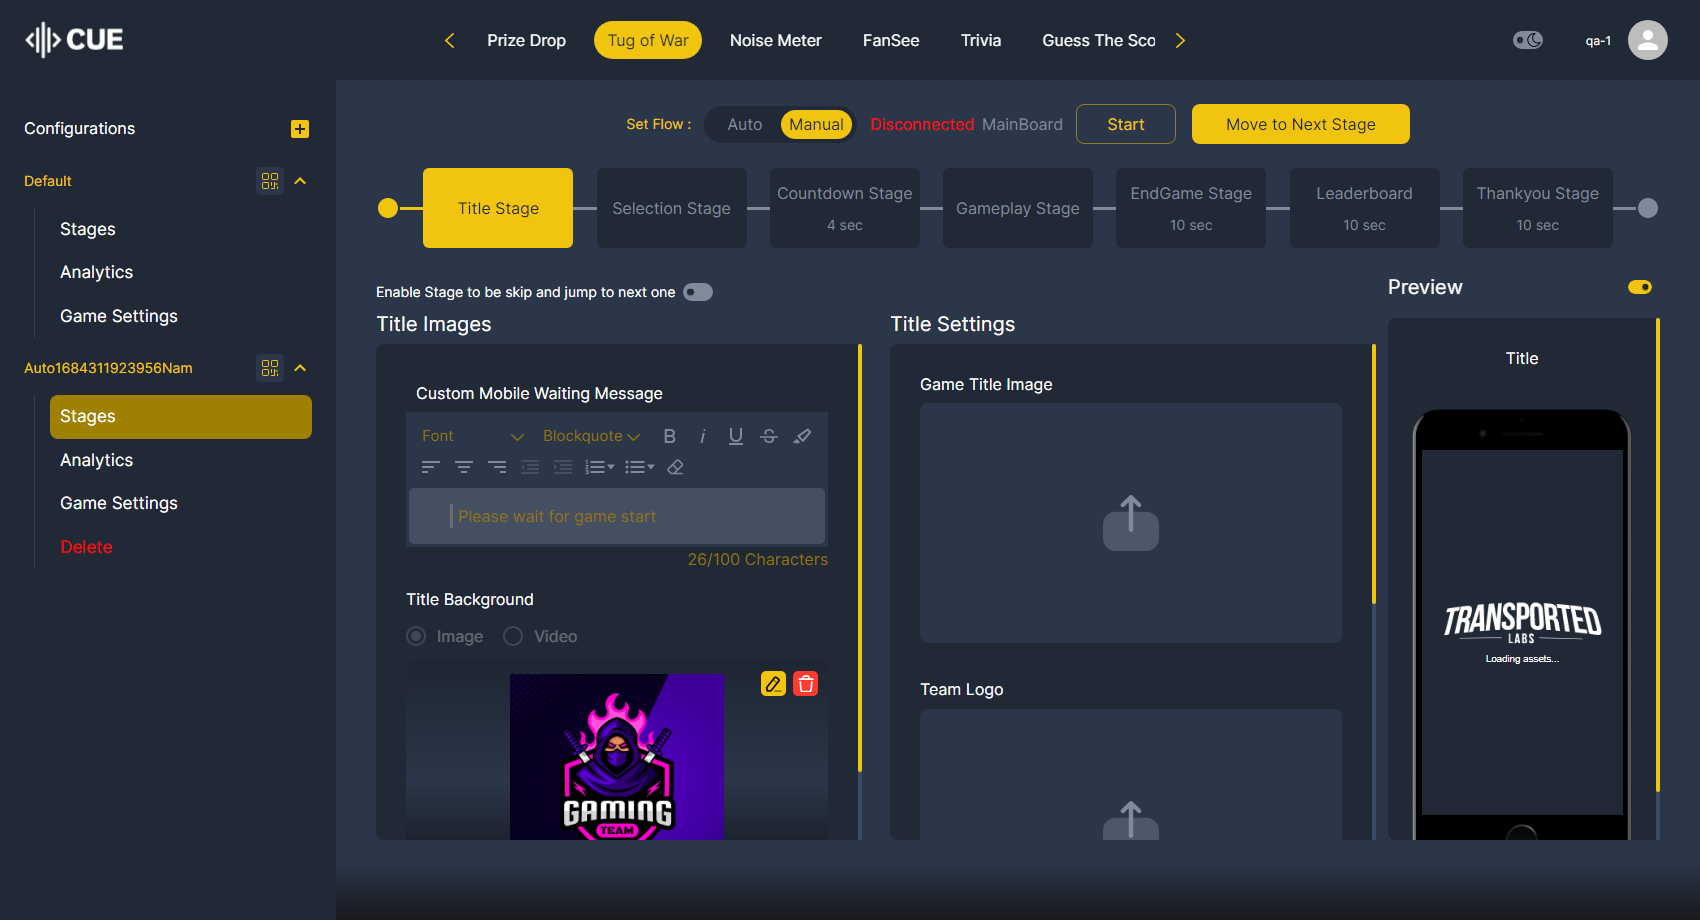 CUE
Prize Drop
Tug of War
Noise Meter
FanSee
Trivia
Guess The Sco
qa-1
Configurations
Default
Stages
Analytics
Game Settings
Auto1684311923956Nam
Stages
Analytics
Game Settings
Delete
Set Flow :
Auto
Manual
Disconnected MainBoard
Start
Move to Next Stage
Title Stage
Selection Stage
Countdown Stage
4 sec
Gameplay Stage
EndGame Stage
10 sec
Leaderboard
10 sec
Thankyou Stage
10 sec
Enable Stage to be skip and jump to next one
Title Images
Custom Mobile Waiting Message
Font
Blockquote
B
i
U
S
Please wait for game start
26/100 Characters
Title Background
Image
Video
GAMING
TEAM
Title Settings
Game Title Image
Team Logo
Preview
Title
TRANSPORTED
LABS
Loading assets...